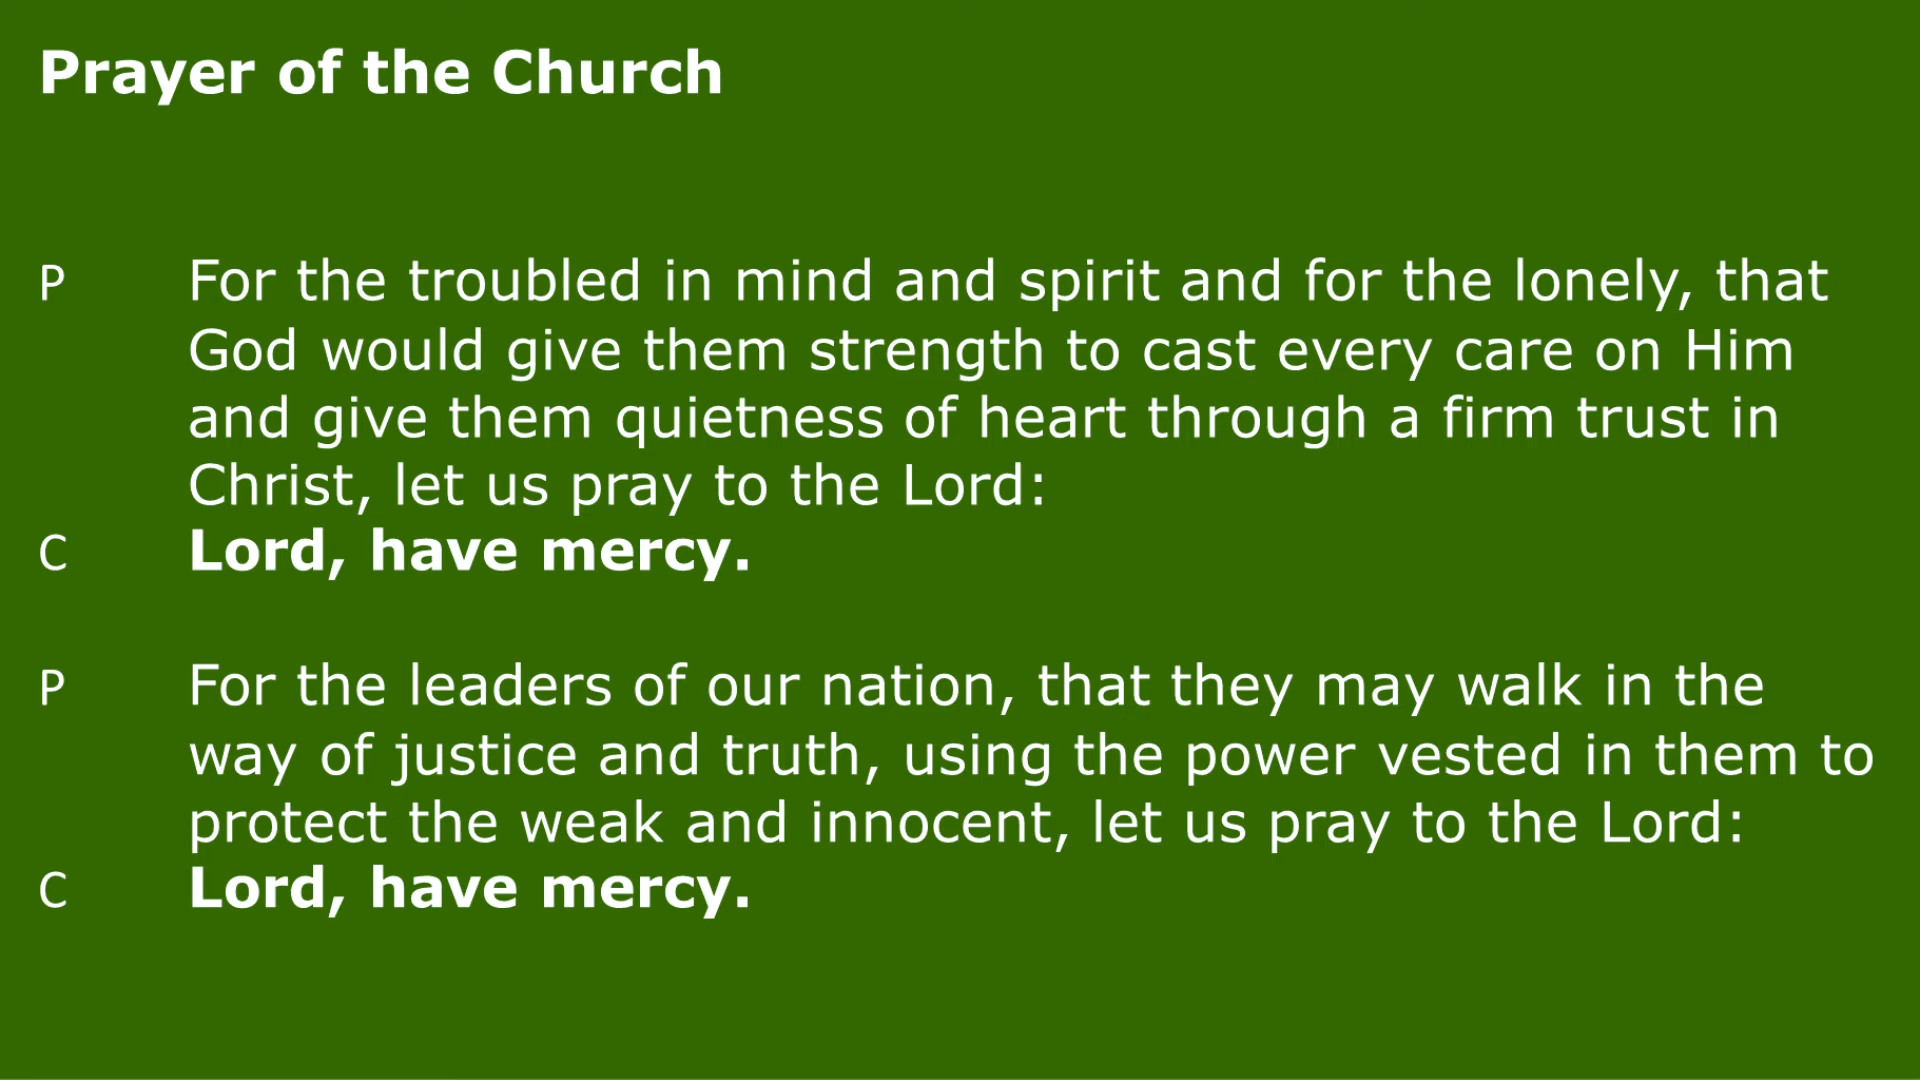 Prayer of the Church
P For the troubled in mind and spirit and for the lonely, that
God would give them strength to cast every care on Him
and give them quietness of heart through a firm trust in
Christ, let us pray to the Lord:
C Lord, have mercy.
P For the leaders of our nation, that they may walk in the
way of justice and truth, using the power vested in them to
protect the weak and innocent, let us pray to the Lord:
C Lord, have mercy.